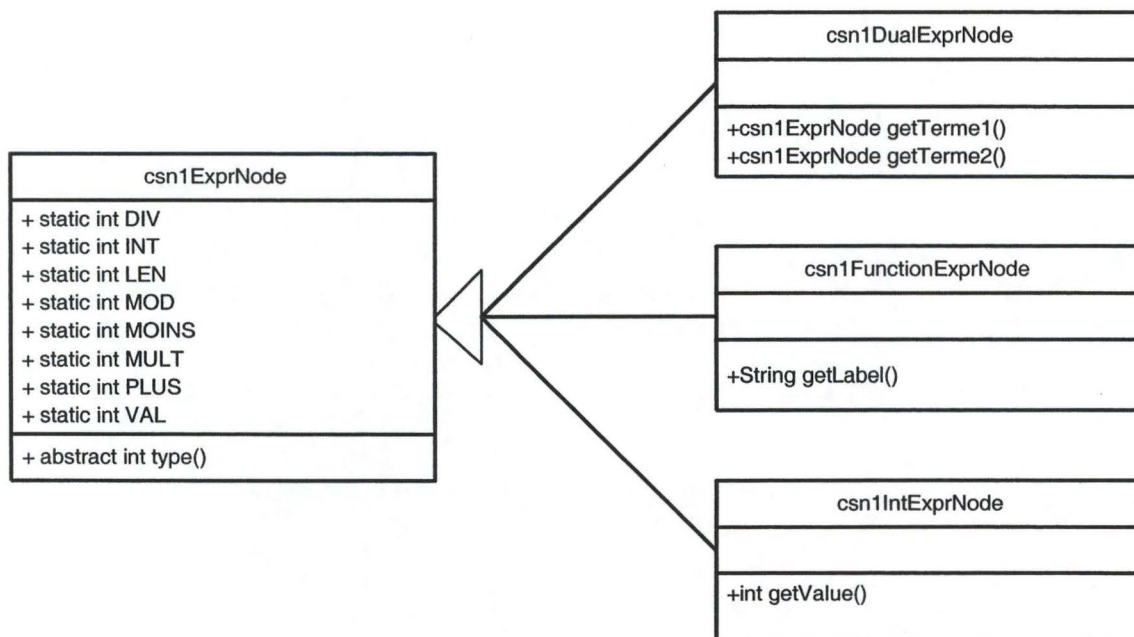 csn1ExprNode
+ static int DIV
+ static int INT
+ static int LEN
+ static int MOD
+ static int MOINS
+ static int MULT
+ static int PLUS
+ static int VAL
+ abstract int type()
csn1DualExprNode
+csn1ExprNode getTerme1()
+csn1ExprNode getTerme2()
csn1FunctionExprNode
+String getLabel()
csn1IntExprNode
+int getValue()